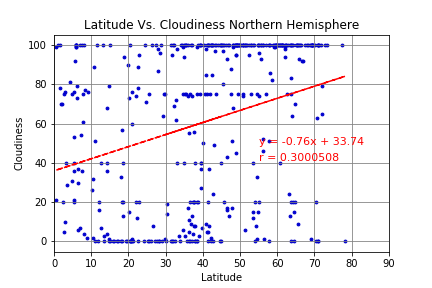 Latitude Vs. Cloudiness Northern Hemisphere
100
80
60
40
20
0
Cloudiness
y = -0.76x + 33.74
r = 0.3000508
0 10 20 30 40 50 60 70 80 90
Latitude